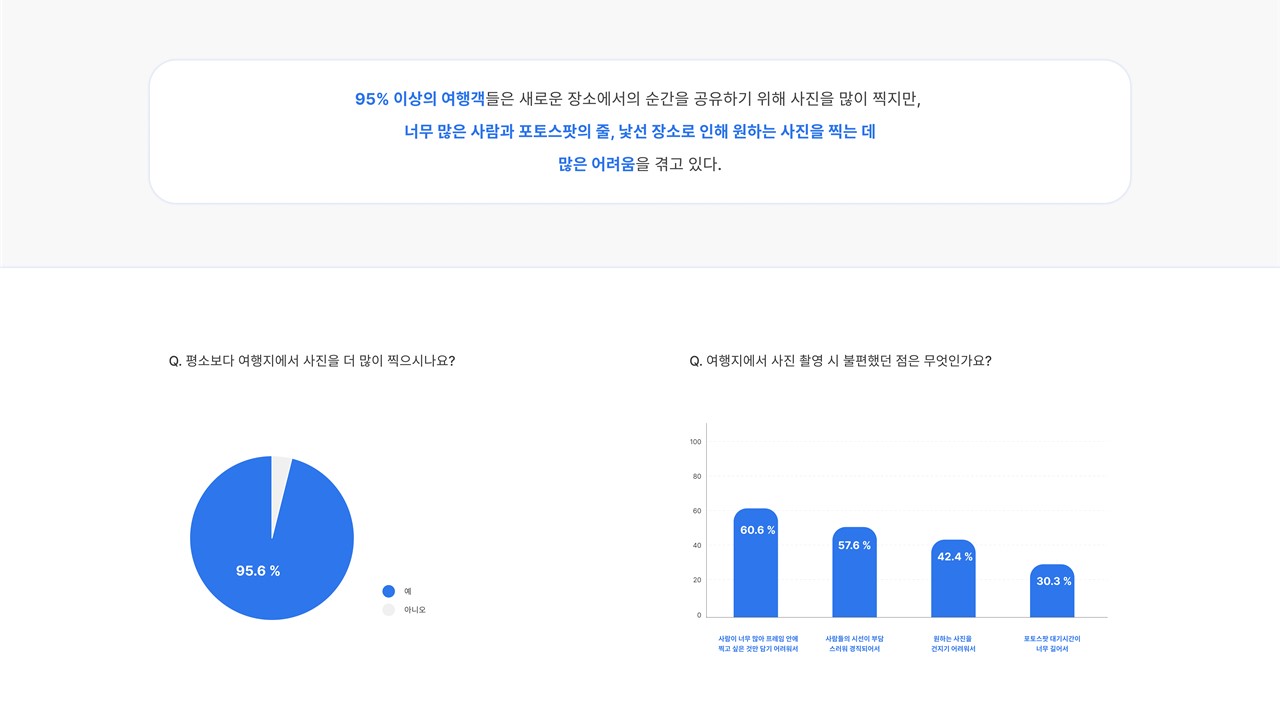 95% 이상의 여행객들은 새로운 장소에서의 순간을 공유하기 위해 사진을 많이 찍지만,
너무 많은 사람과 포토스팟의 줄, 낯선 장소로 인해 원하는 사진을 찍는 데
많은 어려움을 겪고 있다.
Q. 평소보다 여행지에서 사진을 더 많이 찍으시나요?
95.6 %
예
아니오
Q. 여행지에서 사진 촬영 시 불편했던 점은 무엇인가요?
100
80
60
40
20
0
60.6 %
57.6 %
42.4 %
30.3 %
사람이 너무 많아 프레임 안에
찍고 싶은 것만 담기 어려워서
사람들의 시선이 부담
스러워 경직되어서
원하는 사진을
건지기 어려워서
포토스팟 대기시간이
너무 길어서